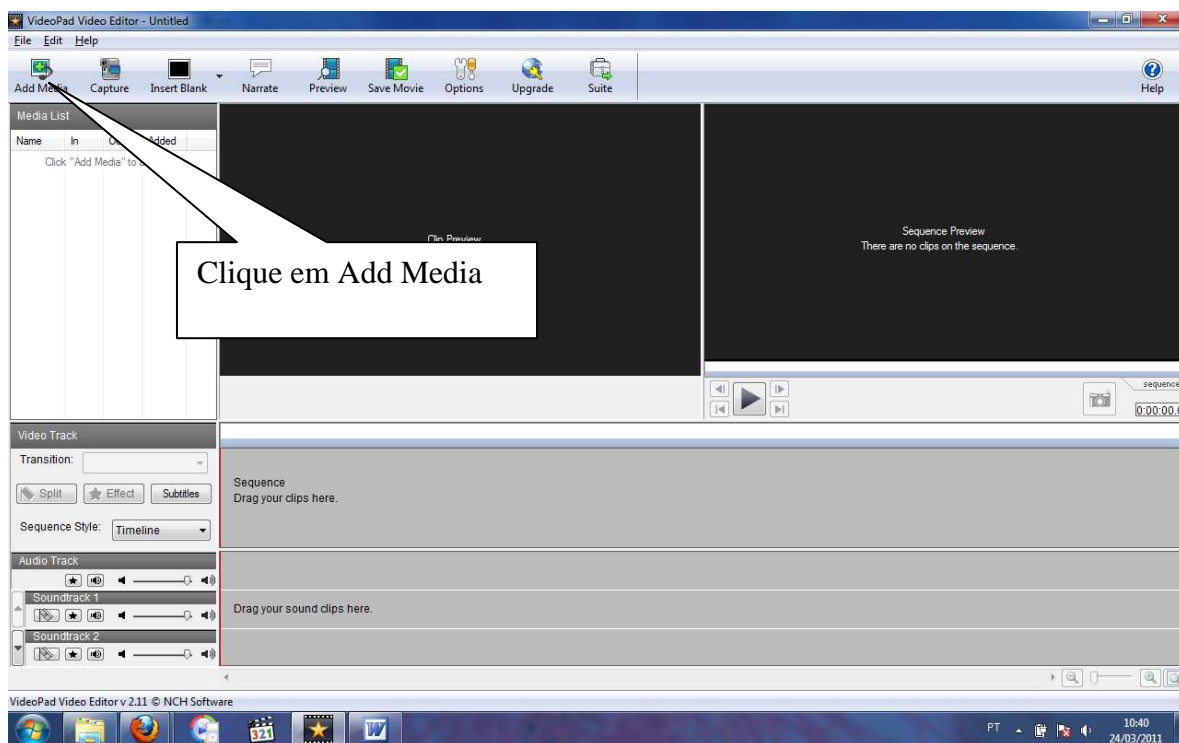 VideoPad Video Editor - Untitled
File Edit Help
Add Media Capture Insert Blank Narrate Preview Save Movie Options Upgrade Suite Help
Media List
Name In Added
Click "Add Media" to
Clip Preview
Sequence Preview
There are no clips on the sequence.
Clique em Add Media
sequence
0:00:00.
Video Track
Transition:
Split Effect Subtitles
Sequence
Drag your clips here.
Sequence Style: Timeline
Audio Track
Soundtrack 1
Drag your sound clips here.
Soundtrack 2
VideoPad Video Editor v 2.11 © NCH Software
321
W
PT
10:40
24/03/2011